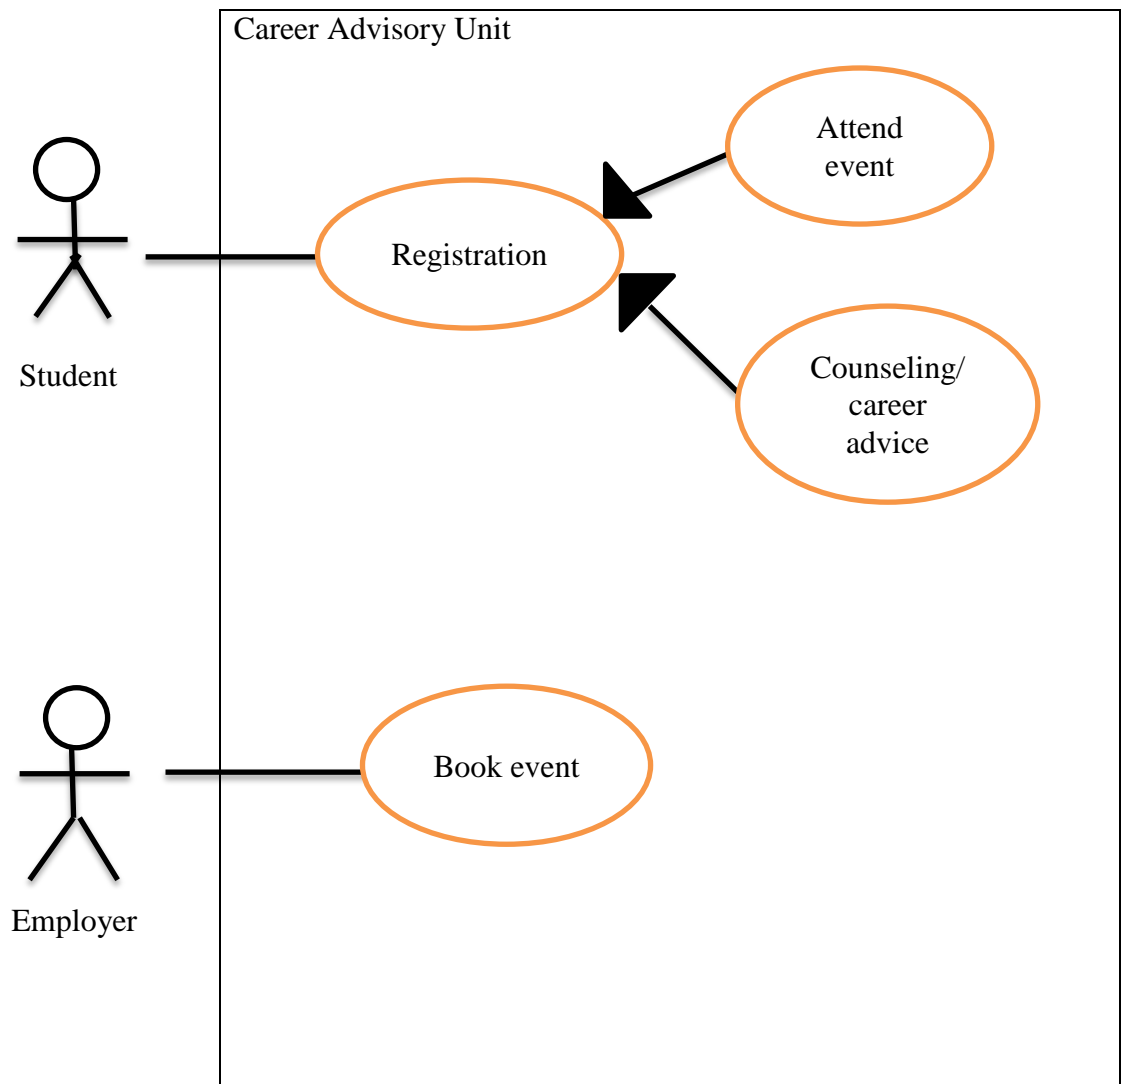 Career Advisory Unit
Attend
event
Registration
Student
Counseling/
career
advice
Book event
Employer